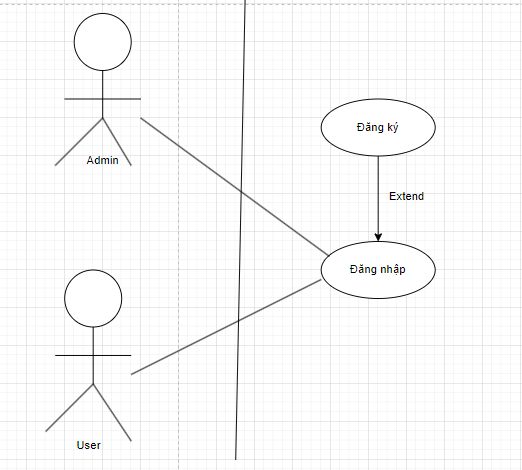 Đăng ký
Admin
Extend
Đăng nhập
User